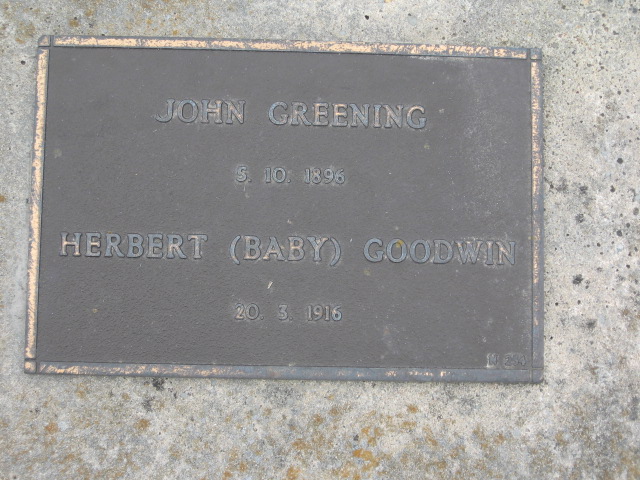 JOHN GREENING
5. 10. 1896
HERBERT (BABY) GOODWIN
20. 3. 1916